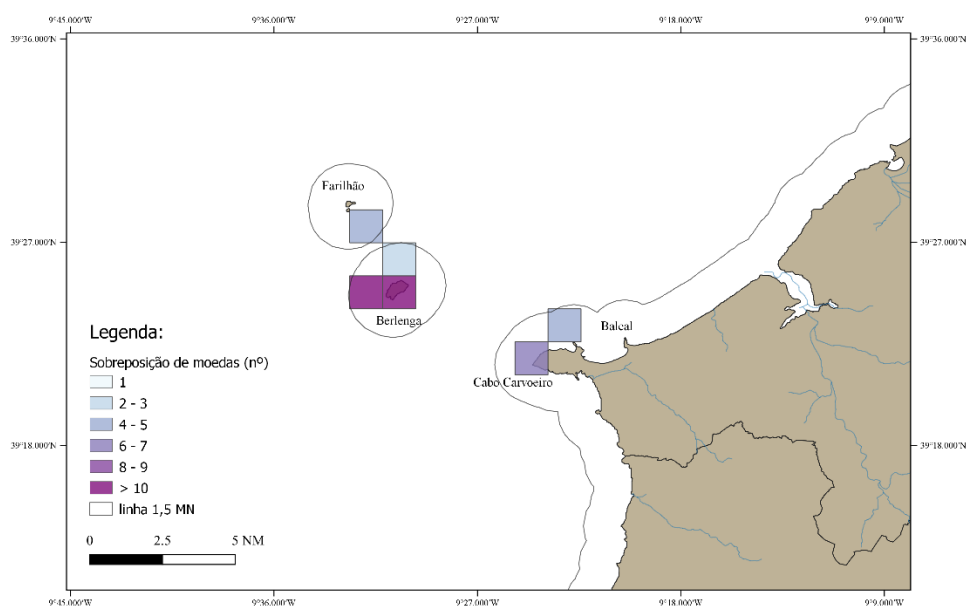 9°45.000'W 9°36.000'W 9°27.000'W 9°18.000'W 9°9.000'W
39°36.000'N 39°36.000'N
Farilhão
39°27.000'N 39°27.000'N
Berlenga
Balcal
Cabo Carvoeiro
39°18.000'N 39°18.000'N
Legenda:
Sobreposição de moedas (nº)
1
2 - 3
4 - 5
6 - 7
8 - 9
> 10
linha 1,5 MN
0 2.5 5 NM
9°45.000'W 9°36.000'W 9°27.000'W 9°18.000'W 9°9.000'W